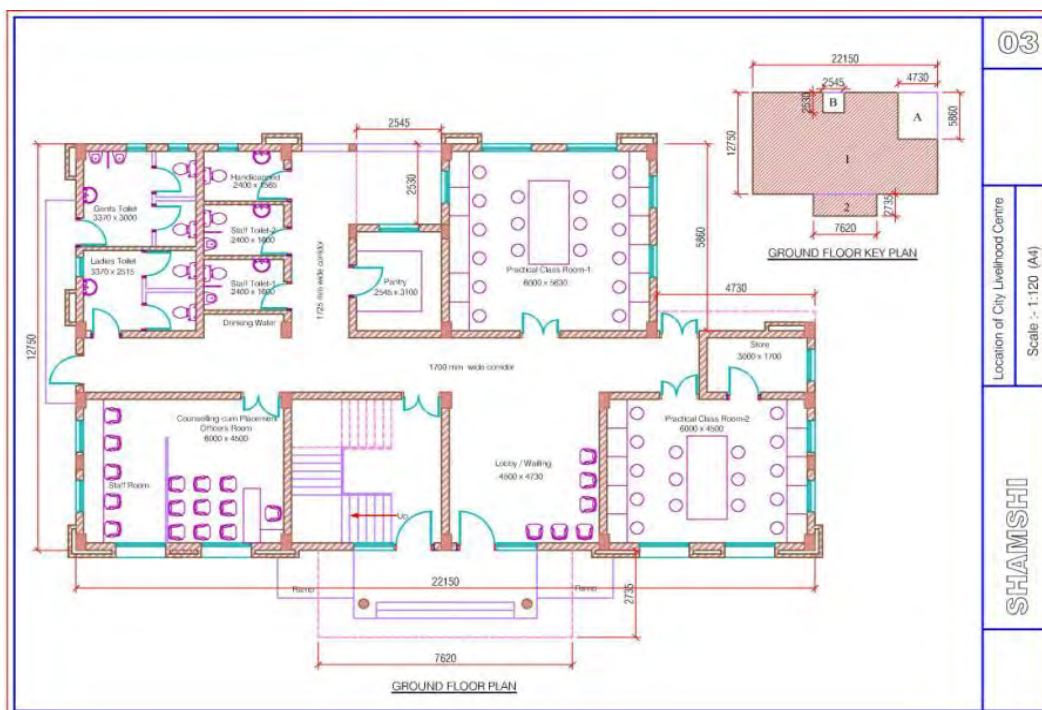 03
22150
2545
4730
2530
B
A
5860
12750
1
2
2735
7620
GROUND FLOOR KEY PLAN
2545
2530
Handicapped
2400 x 1565
Gents Toilet
3370 x 3000
Staff Toilet-2
2400 x 1600
Ladies Toilet
3370 x 2515
Staff Toilet-1
2400 x 1600
Drinking Water
1725 mm wide corridor
Pantry
2545 x 3100
Practical Class Room-1
6000 x 5630
5860
4730
Store
3000 x 1700
12750
1700 mm wide corridor
Counselling cum Placement
Officers Room
6000 x 4500
Staff Room
Up
Lobby / Waiting
4500 x 4730
Practical Class Room-2
6000 x 4500
22150
Ramp
Ramp
2735
7620
GROUND FLOOR PLAN
Location of City Livelihood Centre
Scale :- 1:120 (A4)
SHAMSHI